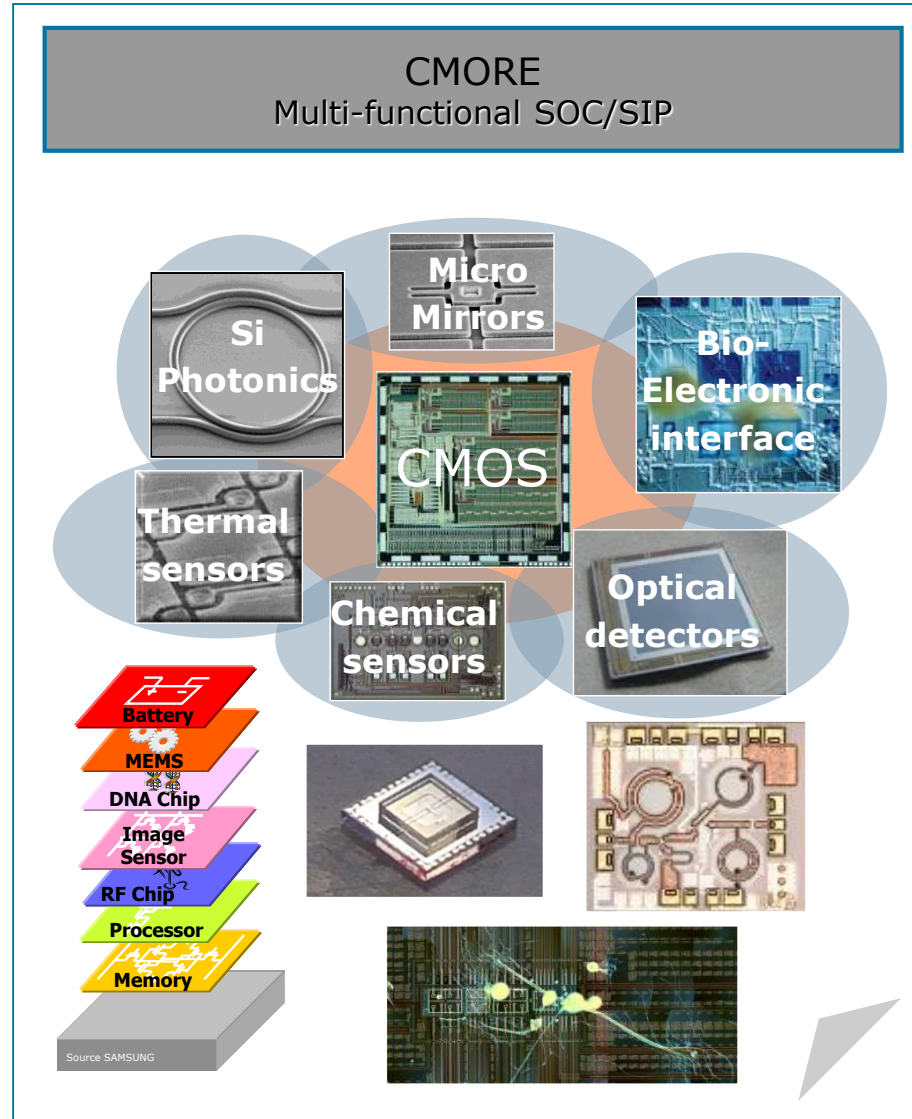 CMORE
Multi-functional SOC/SIP
Micro
Mirrors
Si
Photonics
Bio-
Electronic
interface
CMOS
Thermal
sensors
Optical
detectors
Chemical
sensors
Battery
MEMS
DNA Chip
Image
Sensor
RF Chip
Processor
Memory
Source SAMSUNG